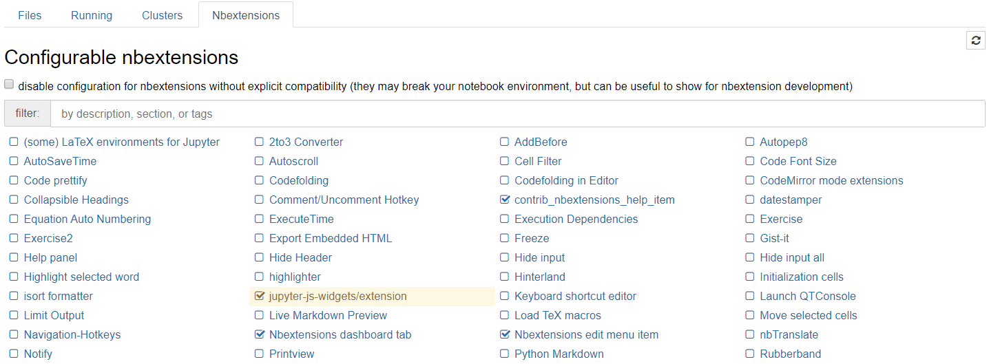 Files Running Clusters Nbextensions
Configurable nbextensions
disable configuration for nbextensions without explicit compatibility (they may break your notebook environment, but can be useful to show for nbextension development)
filter: by description, section, or tags
(some) LaTeX environments for Jupyter 2to3 Converter AddBefore Autopep8
AutoSaveTime Autoscroll Cell Filter Code Font Size
Code prettify Codefolding Codefolding in Editor CodeMirror mode extensions
Collapsible Headings Comment/Uncomment Hotkey contrib_nbextensions_help_item datestamper
Equation Auto Numbering ExecuteTime Execution Dependencies Exercise
Exercise2 Export Embedded HTML Freeze Gist-it
Help panel Hide Header Hide input Hide input all
Highlight selected word highlighter Hinterland Initialization cells
isort formatter jupyter-js-widgets/extension Keyboard shortcut editor Launch QTConsole
Limit Output Live Markdown Preview Load TeX macros Move selected cells
Navigation-Hotkeys Nbextensions dashboard tab Nbextensions edit menu item nbTranslate
Notify Printview Python Markdown Rubberband